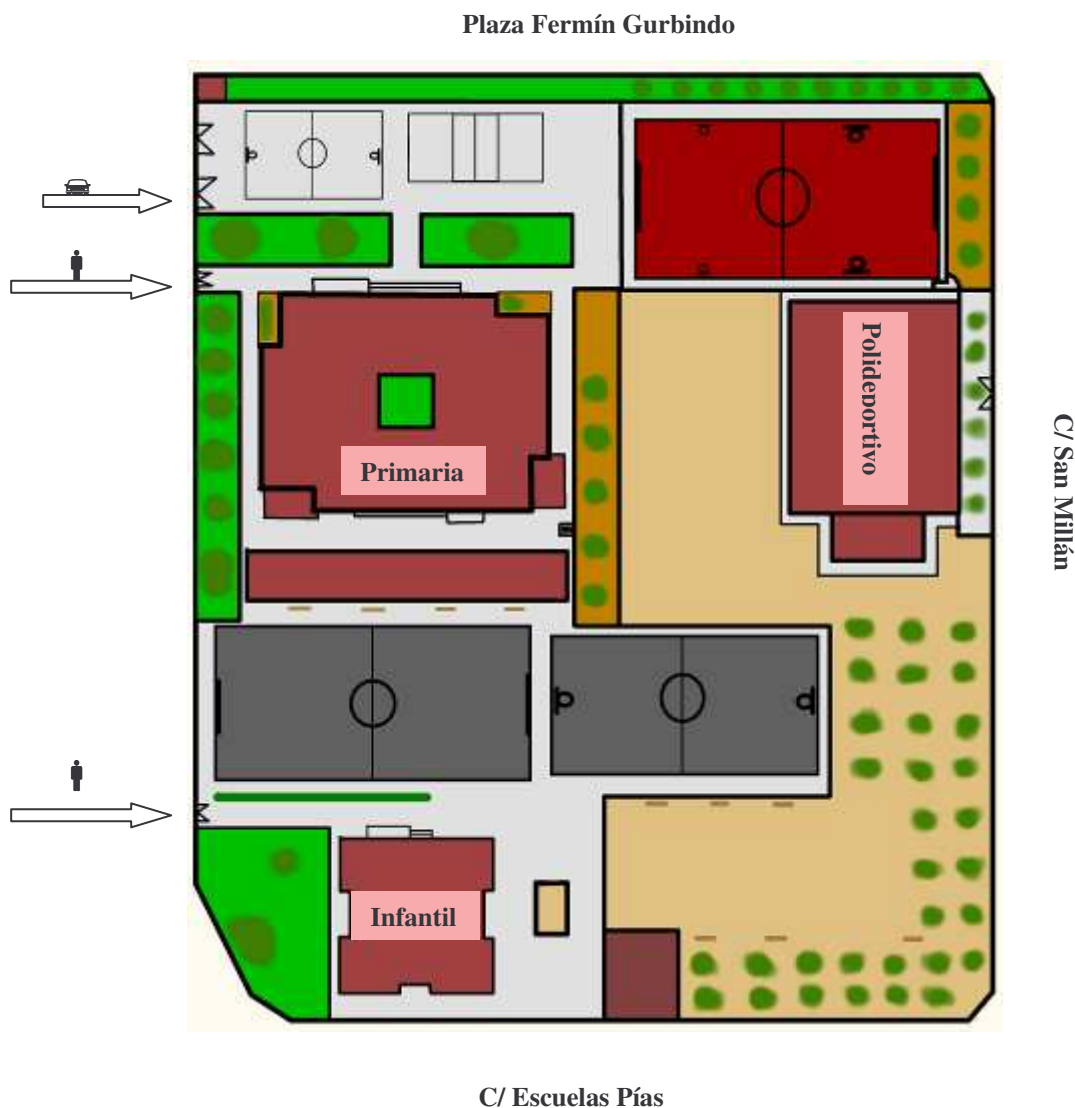 Plaza Fermín Gurbindo
Polideportivo
Primaria
C/ San Millán
Infantil
C/ Escuelas Pías